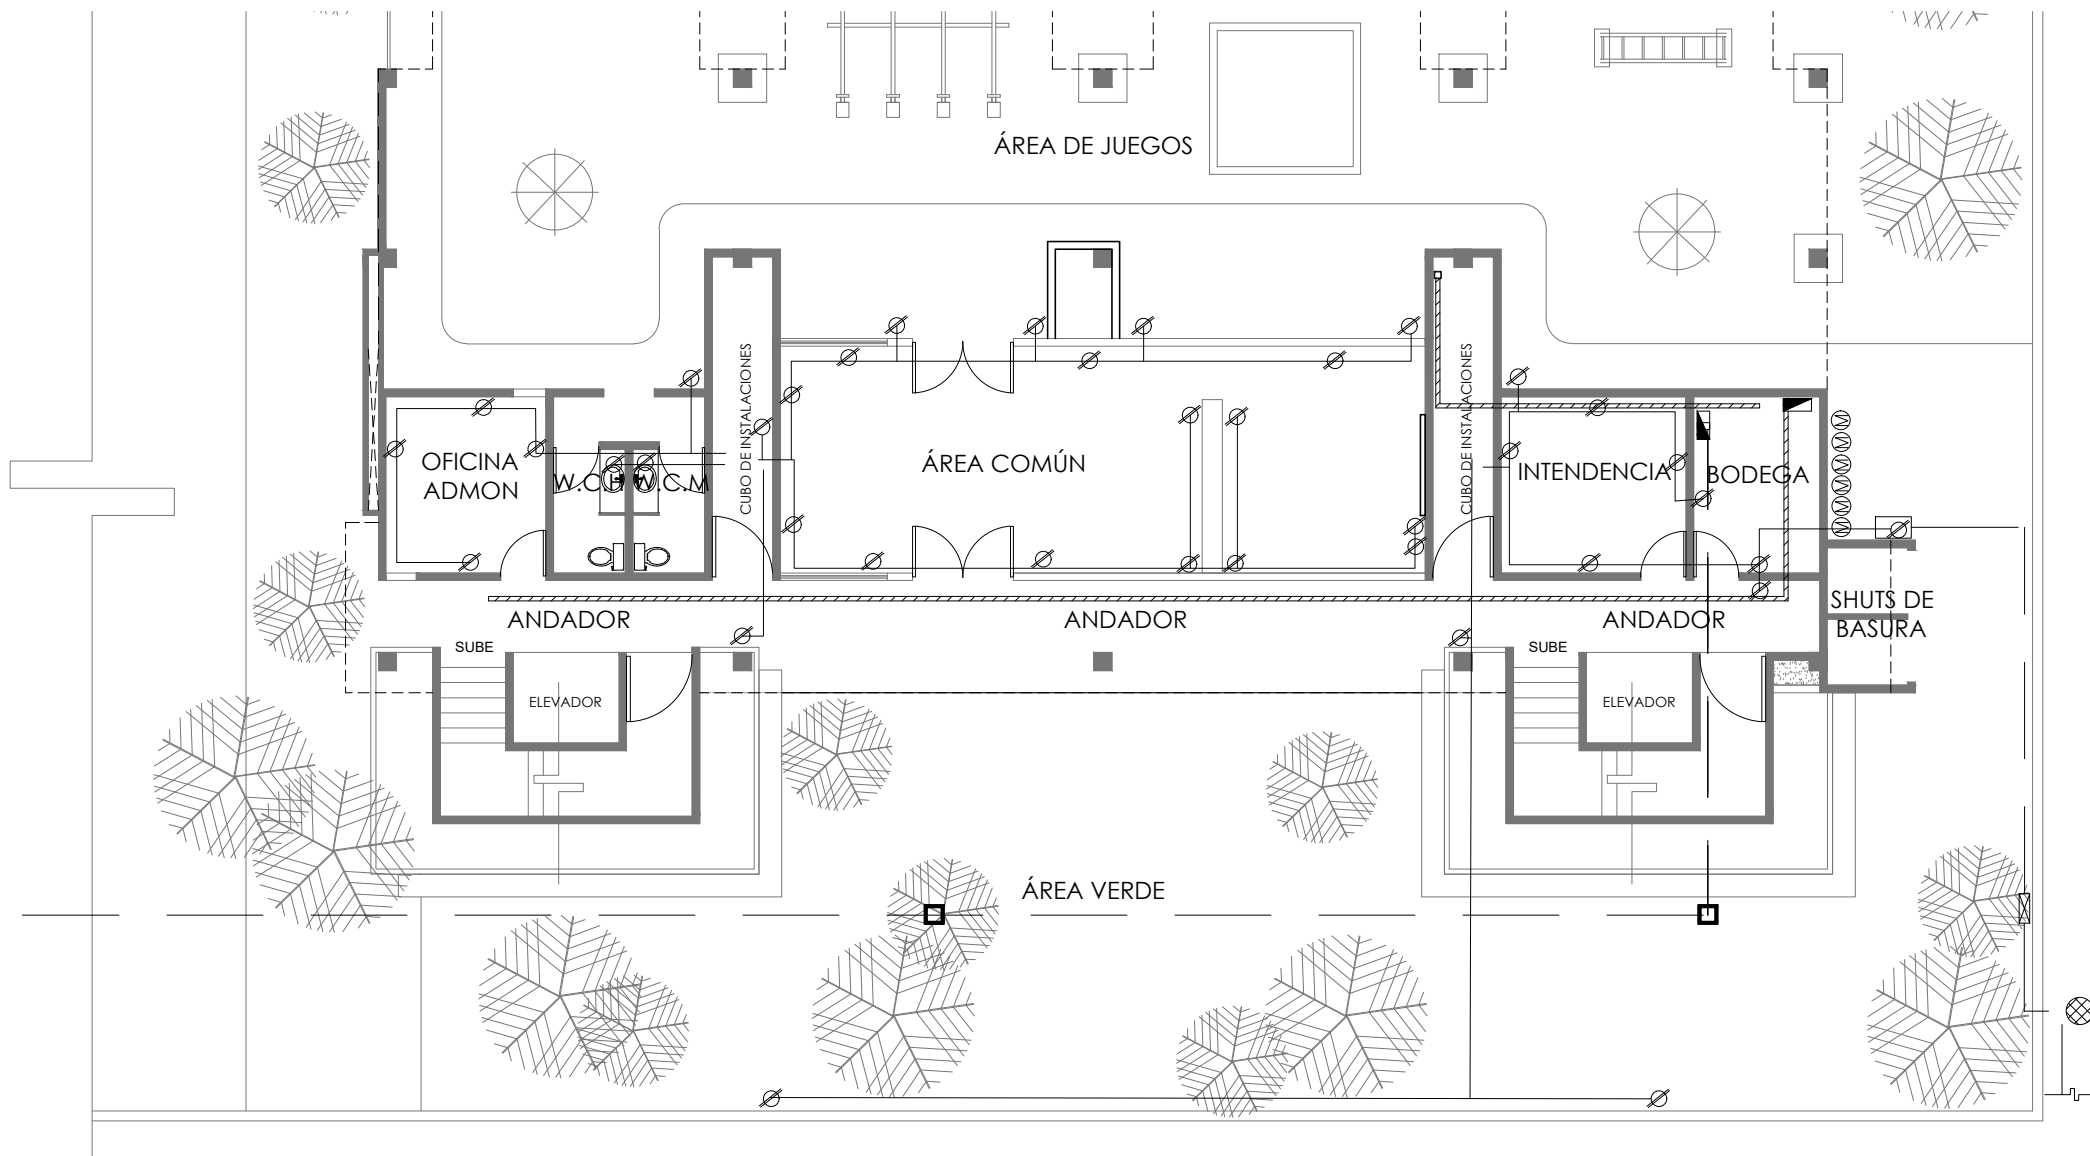 ÁREA DE JUEGOS
CUBO DE INSTALACIONES
CUBO DE INSTALACIONES
OFICINA
ADMON
W.C.H
W.C.M
ÁREA COMÚN
INTENDENCIA
BODEGA
M
M
M
M
M
M
ANDADOR
ANDADOR
ANDADOR
SHUTS DE
BASURA
SUBE
SUBE
ELEVADOR
ELEVADOR
ÁREA VERDE